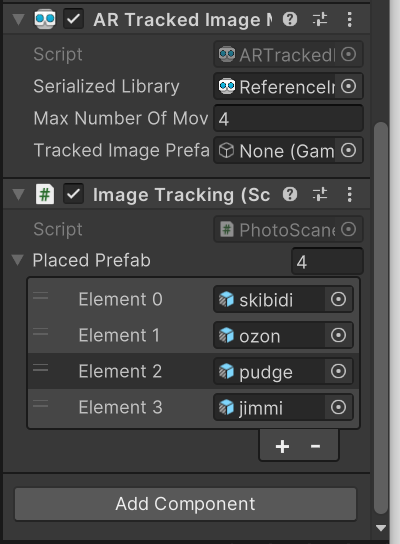 AR Tracked Image M
Script ARTrackedI
Serialized Library ReferenceIr
Max Number Of Mov 4
Tracked Image Prefa None (Gam
Image Tracking (Sc
Script PhotoScane
Placed Prefab 4
Element 0 skibidi
Element 1 ozon
Element 2 pudge
Element 3 jimmi
+ -
Add Component